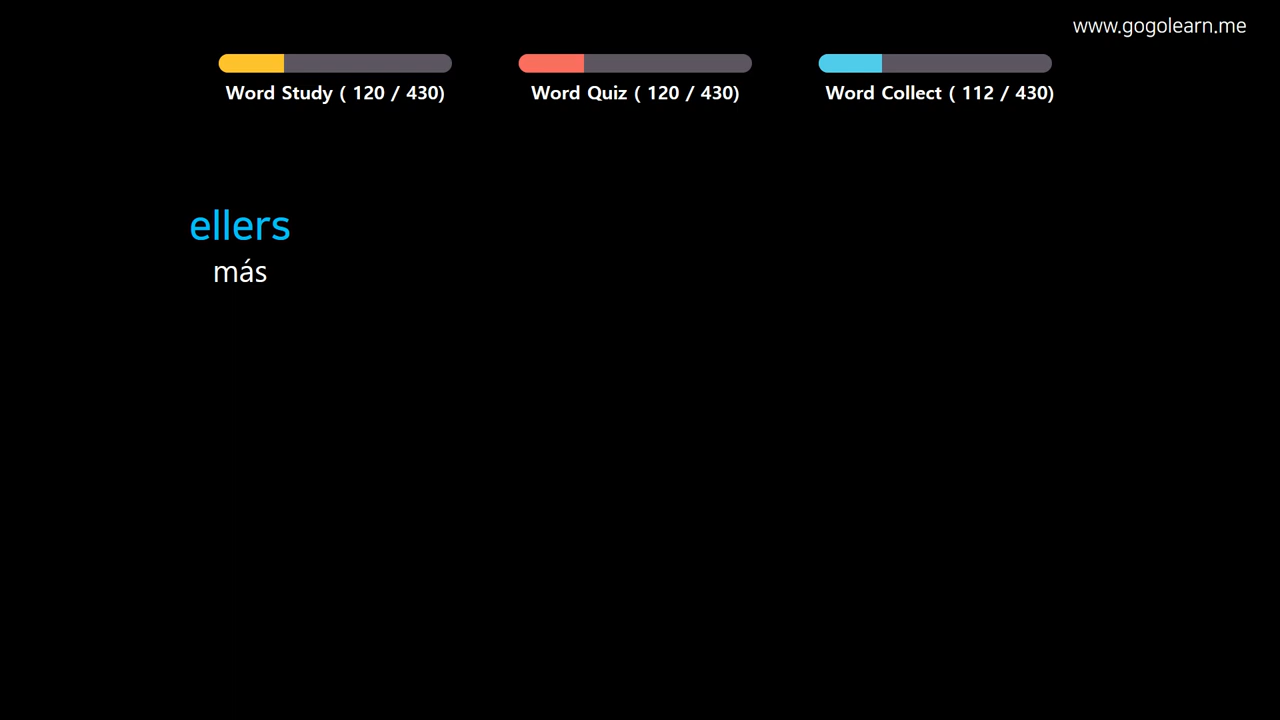 www.gogolearn.me
Word Study ( 120 / 430)
Word Quiz ( 120 / 430)
Word Collect ( 112 / 430)
ellers
más